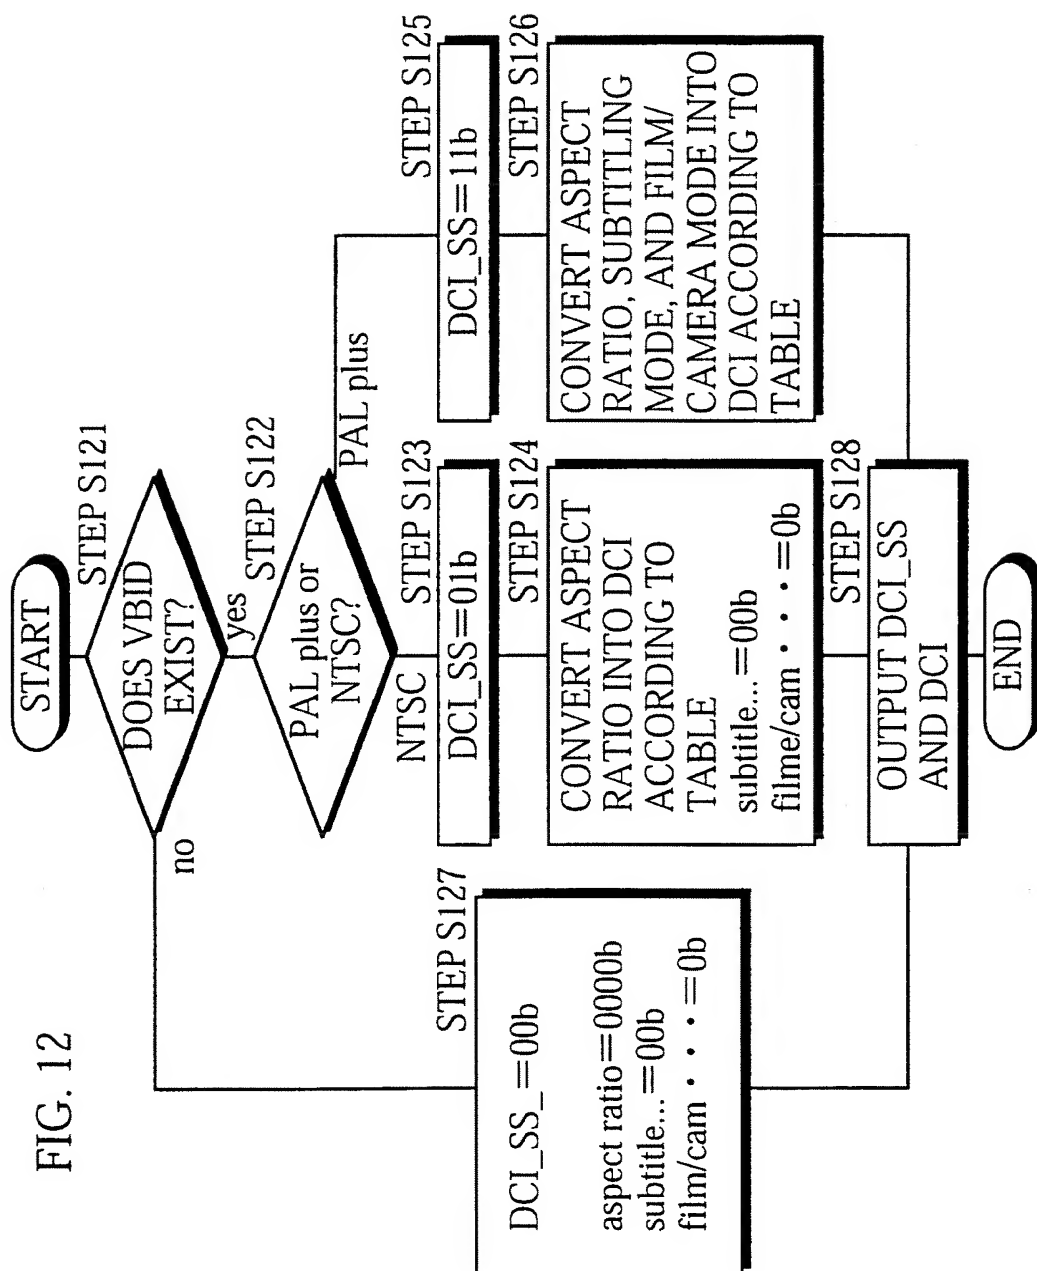 FIG. 12
START
STEP S121
DOES VBID
EXIST?
no
yes
STEP S122
PAL plus or
NTSC?
PAL plus
NTSC
STEP S123
DCI_SS=01b
STEP S124
CONVERT ASPECT
RATIO INTO DCI
ACCORDING TO
TABLE
subtitle...=00b
filme/cam・・・・=0b
STEP S125
DCI_SS=11b
STEP S126
CONVERT ASPECT
RATIO, SUBTITLING
MODE, AND FILM/
CAMERA MODE INTO
DCI ACCORDING TO
TABLE
STEP S127
DCI_SS_=00b
aspect ratio=0000b
subtitle...=00b
film/cam・・・・=0b
STEP S128
OUTPUT DCI_SS
AND DCI
END